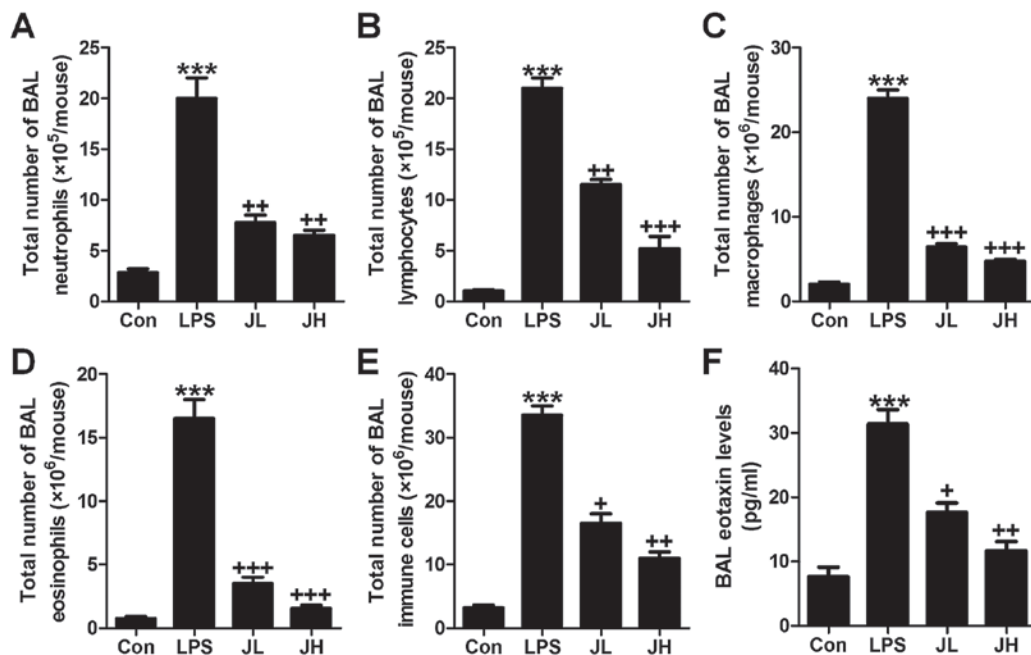 A
Total number of BAL
neutrophils (×10⁵/mouse)
25
20
15
10
5
0
***
++
++
Con LPS JL JH
B
Total number of BAL
lymphocytes (×10⁵/mouse)
25
20
15
10
5
0
***
++
+++
Con LPS JL JH
C
Total number of BAL
macrophages (×10⁶/mouse)
30
20
10
0
***
+++
+++
Con LPS JL JH
D
Total number of BAL
eosinophils (×10⁶/mouse)
20
15
10
5
0
***
+++
+++
Con LPS JL JH
E
Total number of BAL
immune cells (×10⁶/mouse)
40
30
20
10
0
***
+
++
Con LPS JL JH
F
BAL eotaxin levels
(pg/ml)
40
30
20
10
0
***
+
++
Con LPS JL JH